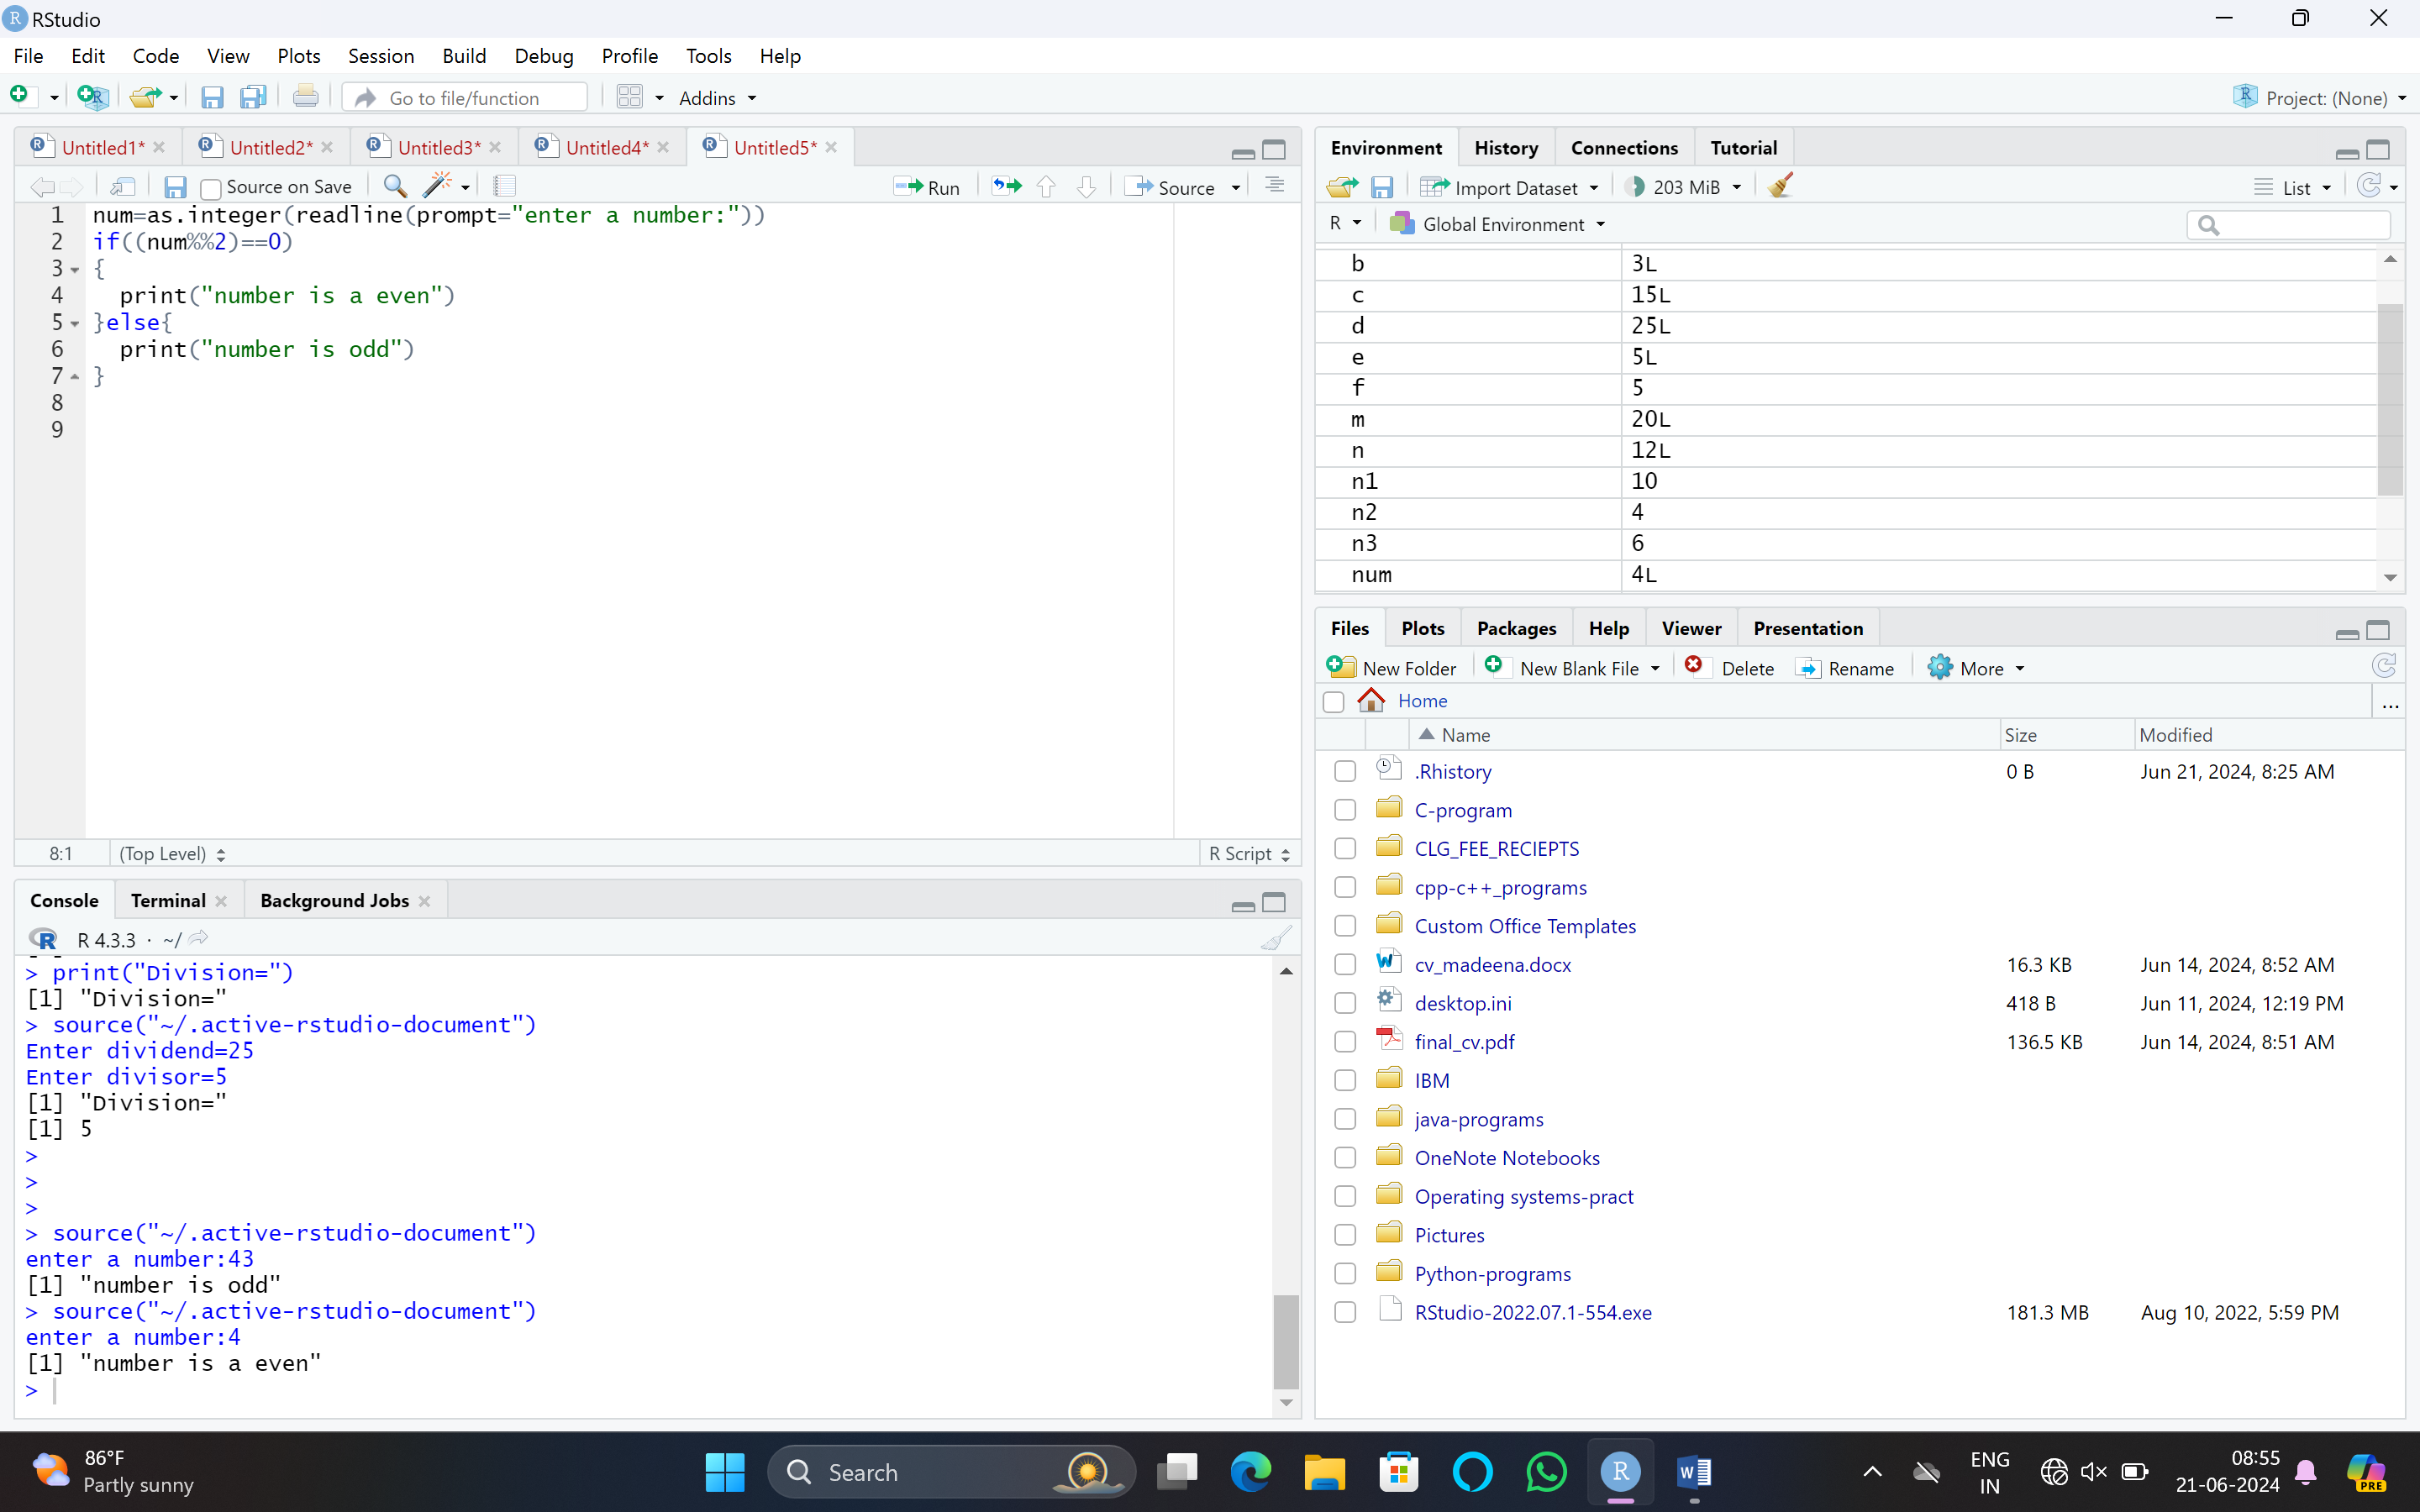 RStudio
File Edit Code View Plots Session Build Debug Profile Tools Help
Go to file/function Addins Project: (None)
Untitled1* Untitled2* Untitled3* Untitled4* Untitled5*
Source on Save Run Source
1 num=as.integer(readline(prompt="enter a number:"))
2 if((num%%2)==0)
3 {
4 print("number is a even")
5 }else{
6 print("number is odd")
7 }
8
9
8:1 (Top Level) R Script
Console Terminal Background Jobs
R 4.3.3 · ~/
> print("Division=")
[1] "Division="
> source("~/.active-rstudio-document")
Enter dividend=25
Enter divisor=5
[1] "Division="
[1] 5
>
>
>
> source("~/.active-rstudio-document")
enter a number:43
[1] "number is odd"
> source("~/.active-rstudio-document")
enter a number:4
[1] "number is a even"
>
Environment History Connections Tutorial
Import Dataset 203 MiB List
R Global Environment
b 3L
c 15L
d 25L
e 5L
f 5
m 20L
n 12L
n1 10
n2 4
n3 6
num 4L
Files Plots Packages Help Viewer Presentation
New Folder New Blank File Delete Rename More
Home ...
Name Size Modified
.Rhistory 0 B Jun 21, 2024, 8:25 AM
C-program
CLG_FEE_RECIEPTS
cpp-c++_programs
Custom Office Templates
cv_madeena.docx 16.3 KB Jun 14, 2024, 8:52 AM
desktop.ini 418 B Jun 11, 2024, 12:19 PM
final_cv.pdf 136.5 KB Jun 14, 2024, 8:51 AM
IBM
java-programs
OneNote Notebooks
Operating systems-pract
Pictures
Python-programs
RStudio-2022.07.1-554.exe 181.3 MB Aug 10, 2022, 5:59 PM
86°F
Partly sunny
Search
ENG
IN
08:55
21-06-2024
PRE